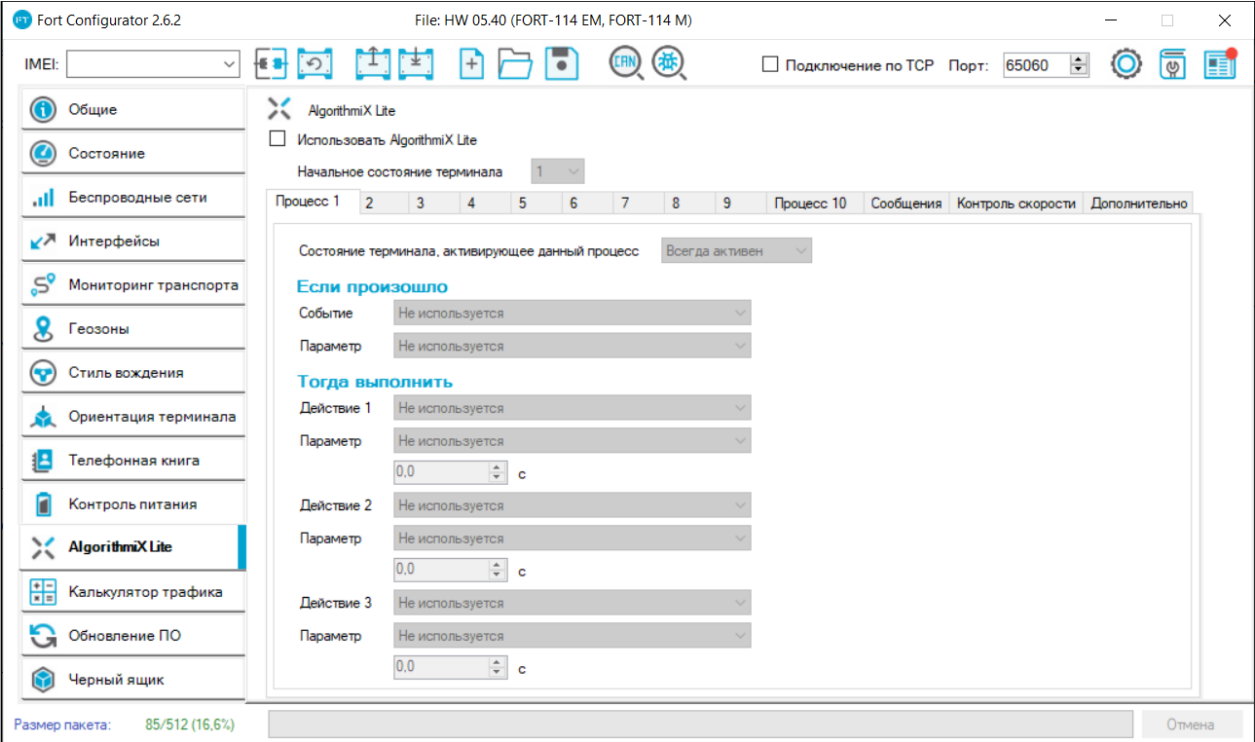 FT Fort Configurator 2.6.2 File: HW 05.40 (FORT-114 EM, FORT-114 M)
IMEI: CAN Подключение по TCP Порт: 65060
Общие
Состояние
Беспроводные сети
Интерфейсы
Мониторинг транспорта
Геозоны
Стиль вождения
Ориентация терминала
Телефонная книга
Контроль питания
AlgorithmiX Lite
Калькулятор трафика
Обновление ПО
Черный ящик
AlgorithmiX Lite
Использовать AlgorithmiX Lite
Начальное состояние терминала 1
Процесс 1 2 3 4 5 6 7 8 9 Процесс 10 Сообщения Контроль скорости Дополнительно
Состояние терминала, активирующее данный процесс Всегда активен
Если произошло
Событие Не используется
Параметр Не используется
Тогда выполнить
Действие 1 Не используется
Параметр Не используется
0,0 с
Действие 2 Не используется
Параметр Не используется
0,0 с
Действие 3 Не используется
Параметр Не используется
0,0 с
Размер пакета: 85/512 (16,6%) Отмена